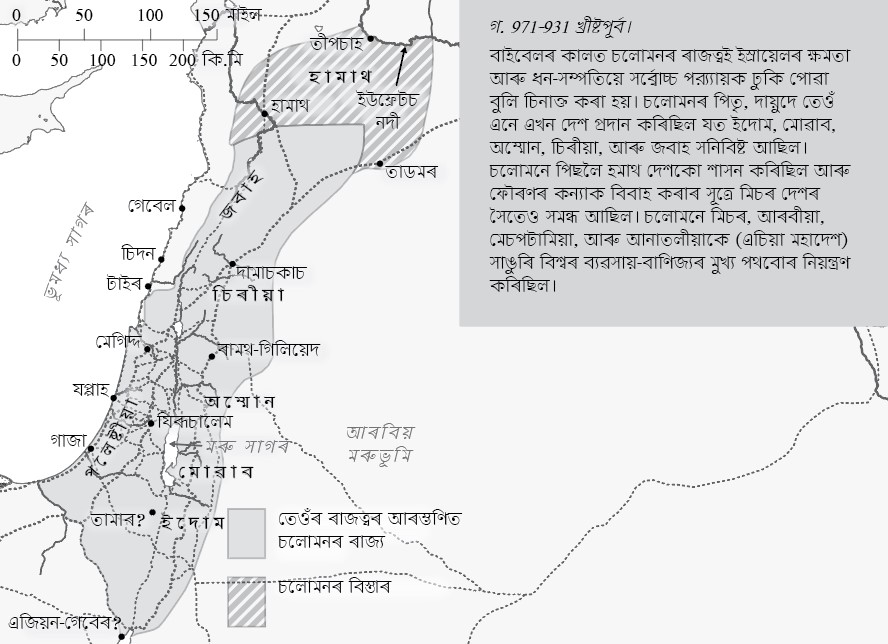 0 50 100 150 মাইল
0 50 100 150 200 কি.মি
গ. 971-931 খ্ৰীষ্টপূৰ্ব।
বাইবেলৰ কালত চলোমনৰ ৰাজত্বই ইস্ৰায়েলৰ ক্ষমতা
আৰু ধন-সম্পতিয়ে সৰ্ব্বোচ্চ পৰ‍্য্যায়ক ঢুকি পোৱা
বুলি চিনাক্ত কৰা হয়। চলোমনৰ পিতৃ, দায়ুদে তেওঁ
এনে এখন দেশ প্ৰদান কৰিছিল যত ইদোম, মোৱাব,
অম্মোন, চিৰীয়া, আৰু জবাহ সনিবিষ্ট আছিল।
চলোমনে পিছলৈ হমাথ দেশকো শাসন কৰিছিল আৰু
ফৌৰণৰ কন্যাক বিবাহ কৰাৰ সূত্ৰে মিচৰ দেশৰ
সৈতেও সমন্ধ আছিল। চলোমনে মিচৰ, আৰবীয়া,
মেচপটামিয়া, আৰু আনাতলীয়াকে (এচিয়া মহাদেশ)
সাঙুৰি বিশ্বৰ ব্যৱসায়-বাণিজ্যৰ মুখ্য পথবোৰ নিয়ন্ত্ৰণ
কৰিছিল।
তীপচাহ
হামাথ
ইউফ্ৰেটচ
নদী
হামাথ
তাডমৰ
জবাহ
গেবেল
ভূমধ্য সাগৰ
চিদন
দামাচকাচ
টাইৰ
চিৰীয়া
মেগিদ্দ
ৰামথ-গিলিয়েদ
যপ্পাহ
অম্মোন
পলেষ্টীয়া
যিৰূচালেম
গাজা
মৰু সাগৰ
আৰবিয়
মৰুভূমি
মোৱাব
তামাৰ?
ইদোম
তেওঁৰ ৰাজত্বৰ আৰম্ভণিত
চলোমনৰ ৰাজ্য
চলোমনৰ বিস্তাৰ
এজিয়ন-গেবেৰ?